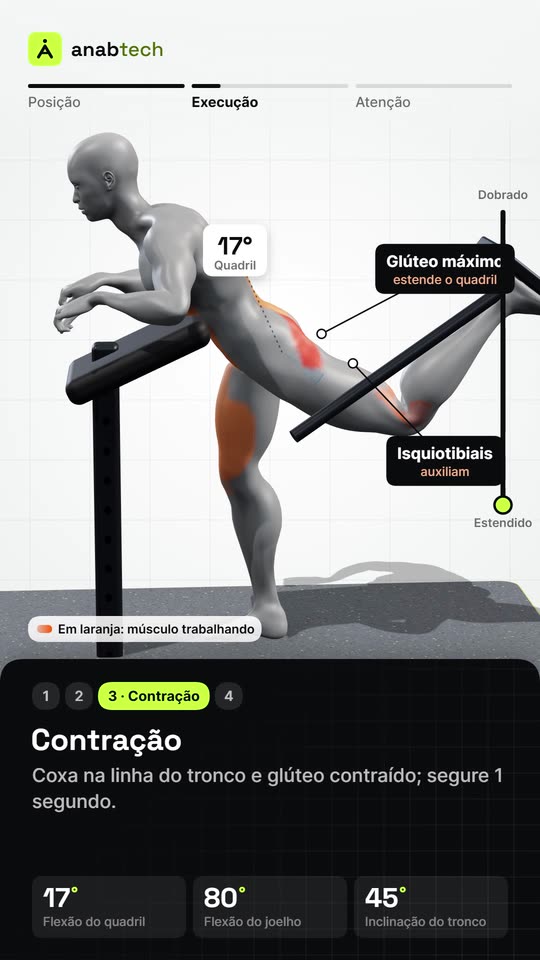 anabtech
Posição
Execução
Atenção
Dobrado
17°
Quadril
Glúteo máximo
estende o quadril
Isquiotibiais
auxiliam
Estendido
Em laranja: músculo trabalhando
1
2
3 · Contração
4
Contração
Coxa na linha do tronco e glúteo contraído; segure 1
segundo.
17°
80°
45°
Flexão do quadril
Flexão do joelho
Inclinação do tronco